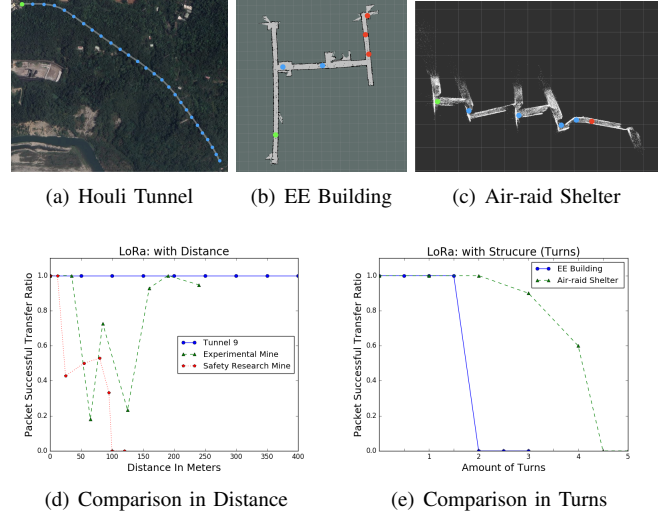 (a) Houli Tunnel
(b) EE Building
(c) Air-raid Shelter
LoRa: with Distance
Packet Successful Transfer Ratio
1.0
0.8
0.6
0.4
0.2
0.0
Tunnel 9
Experimental Mine
Safety Research Mine
0 50 100 150 200 250 300 350 400
Distance In Meters
(d) Comparison in Distance
LoRa: with Strucure (Turns)
Packet Successful Transfer Ratio
1.0
0.8
0.6
0.4
0.2
0.0
EE Building
Air-raid Shelter
1 2 3 4 5
Amount of Turns
(e) Comparison in Turns